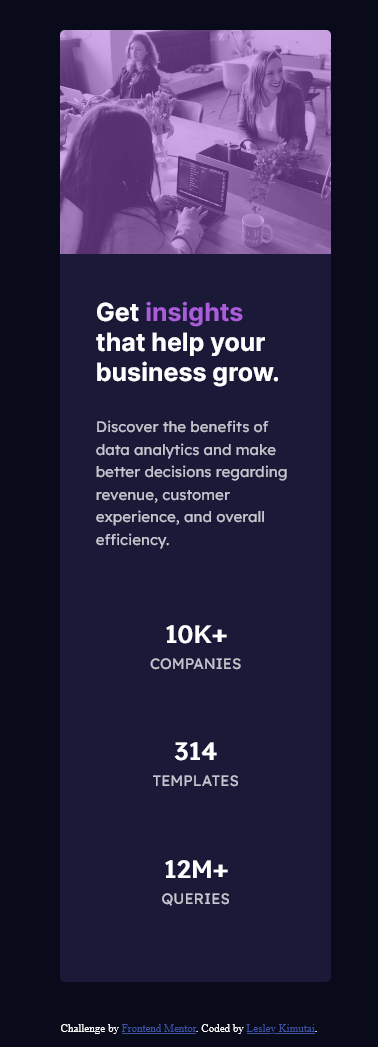 Get insights
that help your
business grow.
Discover the benefits of
data analytics and make
better decisions regarding
revenue, customer
experience, and overall
efficiency.
10K+
COMPANIES
314
TEMPLATES
12M+
QUERIES
Challenge by Frontend Mentor. Coded by Lesley Kimutai.